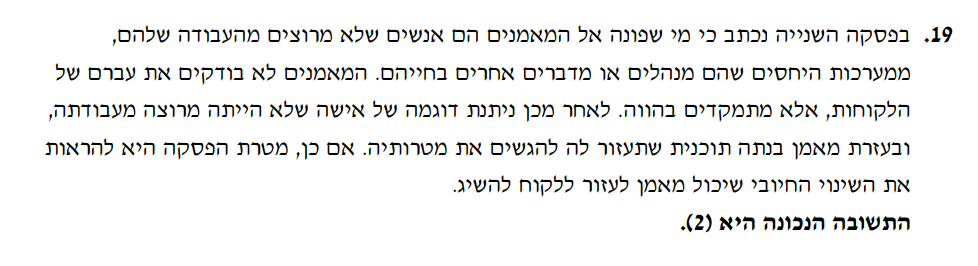 19. בפסקה השנייה נכתב כי מי שפונה אל המאמנים הם אנשים שלא מרוצים מהעבודה שלהם,
ממערכות היחסים שהם מנהלים או מדברים אחרים בחייהם. המאמנים לא בודקים את עברם של
הלקוחות, אלא מתמקדים בהווה. לאחר מכן ניתנת דוגמה של אישה שלא הייתה מרוצה מעבודתה,
ובעזרת מאמן בנתה תוכנית שתעזור לה להגשים את מטרותיה. אם כן, מטרת הפסקה היא להראות
את השינוי החיובי שיכול מאמן לעזור ללקוח להשיג.
התשובה הנכונה היא (2).